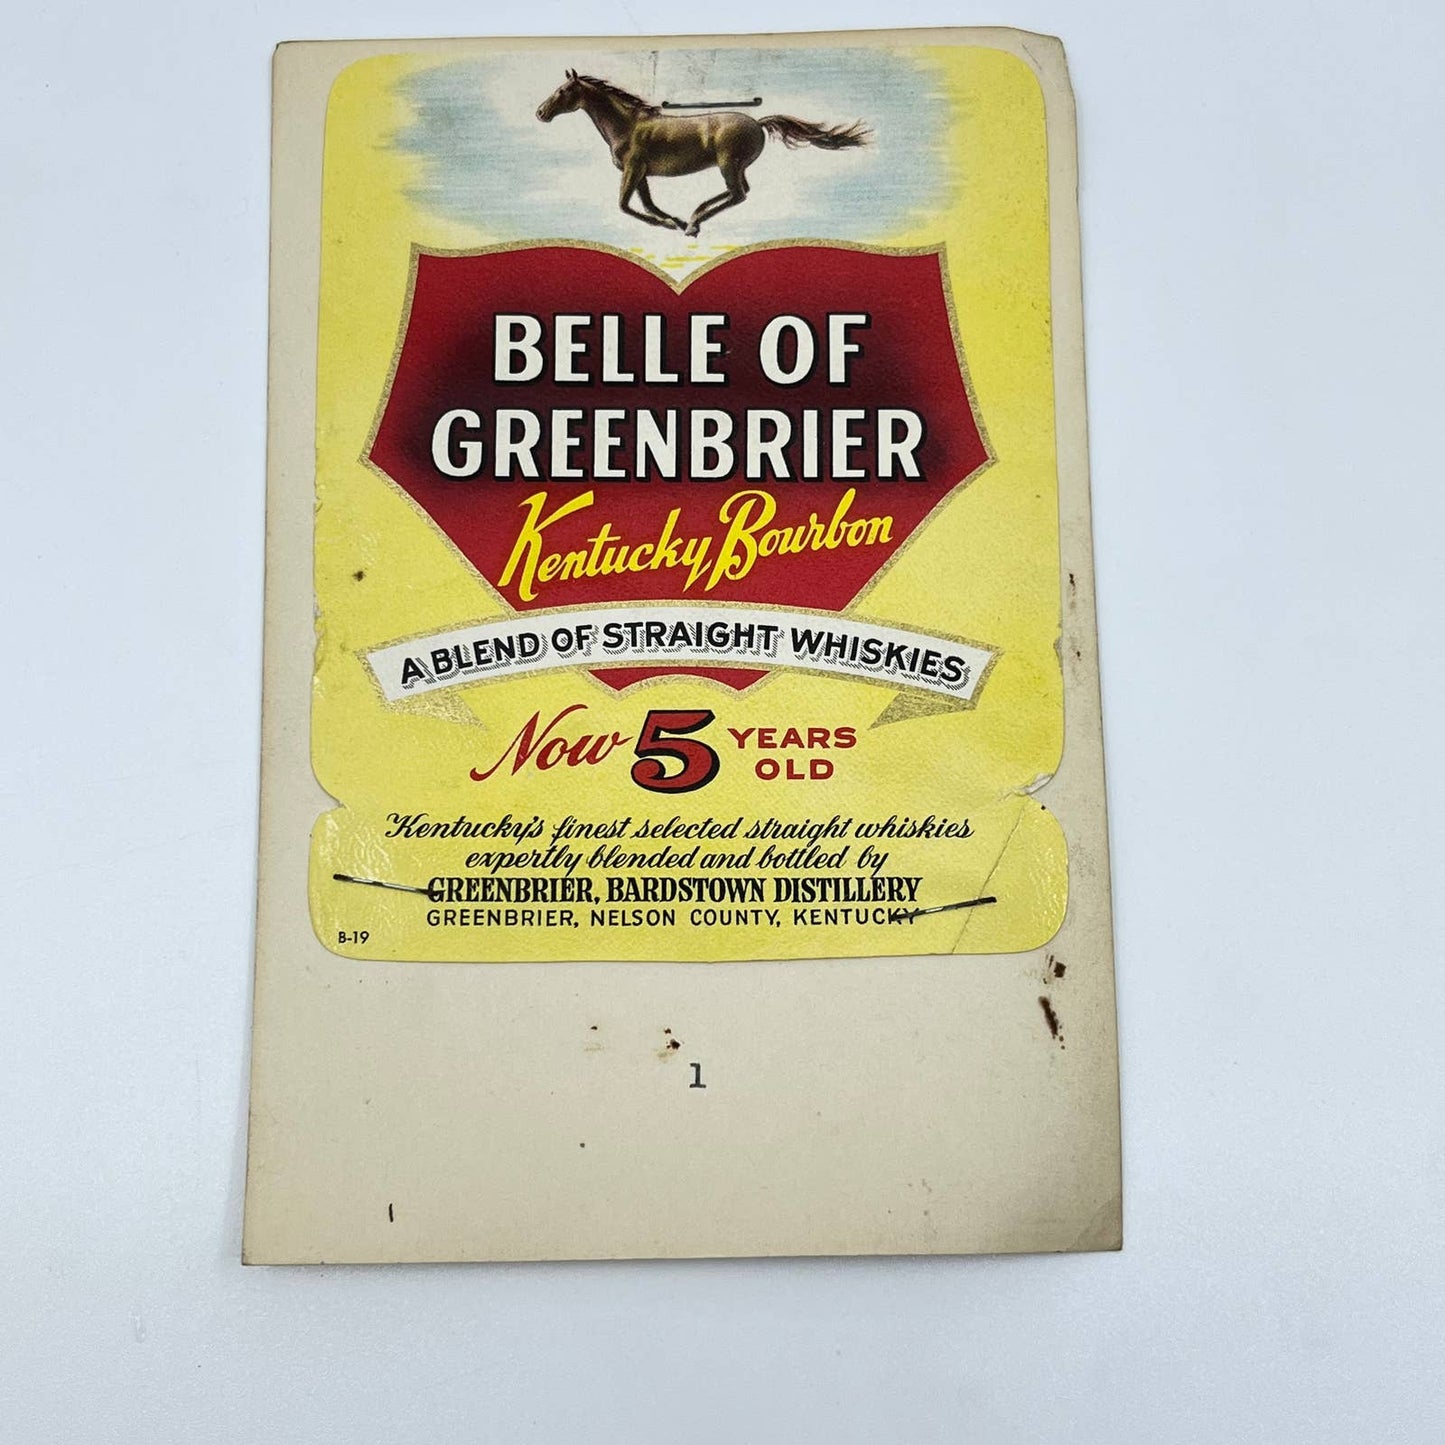 BELLE OF
GREENBRIER
Kentucky Bourbon
A BLEND OF STRAIGHT WHISKIES
Now 5 YEARS
OLD
Kentucky's finest selected straight whiskies
expertly blended and bottled by
GREENBRIER, BARDSTOWN DISTILLERY
GREENBRIER, NELSON COUNTY, KENTUCKY
B-19
1